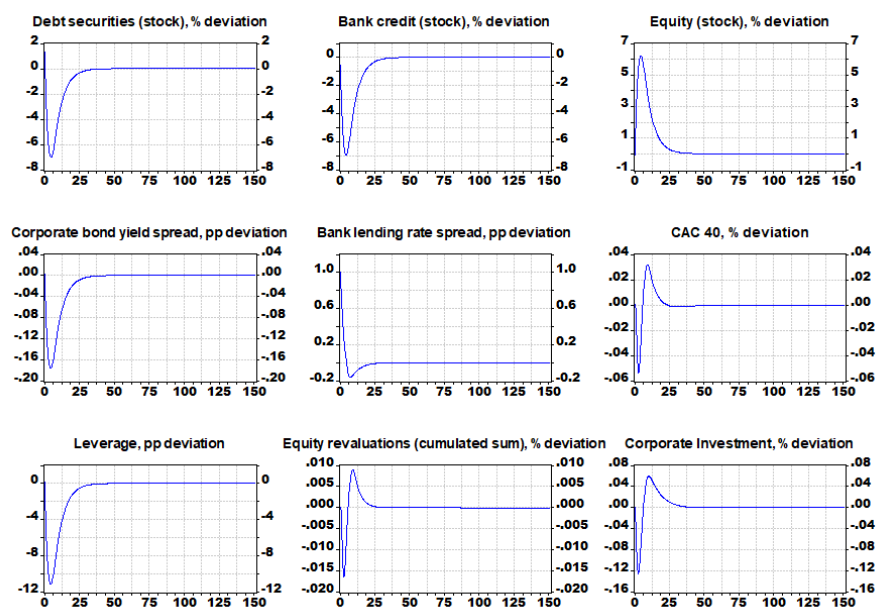 Debt securities (stock), % deviation
2 2
0 0
-2 -2
-4 -4
-6 -6
-8 -8
0 25 50 75 100 125 150
Bank credit (stock), % deviation
0 0
-2 -2
-4 -4
-6 -6
-8 -8
0 25 50 75 100 125 150
Equity (stock), % deviation
7 7
5 5
3 3
1 1
-1 -1
0 25 50 75 100 125 150
Corporate bond yield spread, pp deviation
.04 .04
.00 .00
-.04 -.04
-.08 -.08
-.12 -.12
-.16 -.16
-.20 -.20
0 25 50 75 100 125 150
Bank lending rate spread, pp deviation
1.0 1.0
0.6 0.6
0.2 0.2
-0.2 -0.2
0 25 50 75 100 125 150
CAC 40, % deviation
.04 .04
.02 .02
.00 .00
-.02 -.02
-.04 -.04
-.06 -.06
0 25 50 75 100 125 150
Leverage, pp deviation
0 0
-4 -4
-8 -8
-12 -12
0 25 50 75 100 125 150
Equity revaluations (cumulated sum), % deviation
.010 .010
.005 .005
.000 .000
-.005 -.005
-.010 -.010
-.015 -.015
-.020 -.020
0 25 50 75 100 125 150
Corporate Investment, % deviation
.08 .08
.04 .04
.00 .00
-.04 -.04
-.08 -.08
-.12 -.12
-.16 -.16
0 25 50 75 100 125 150